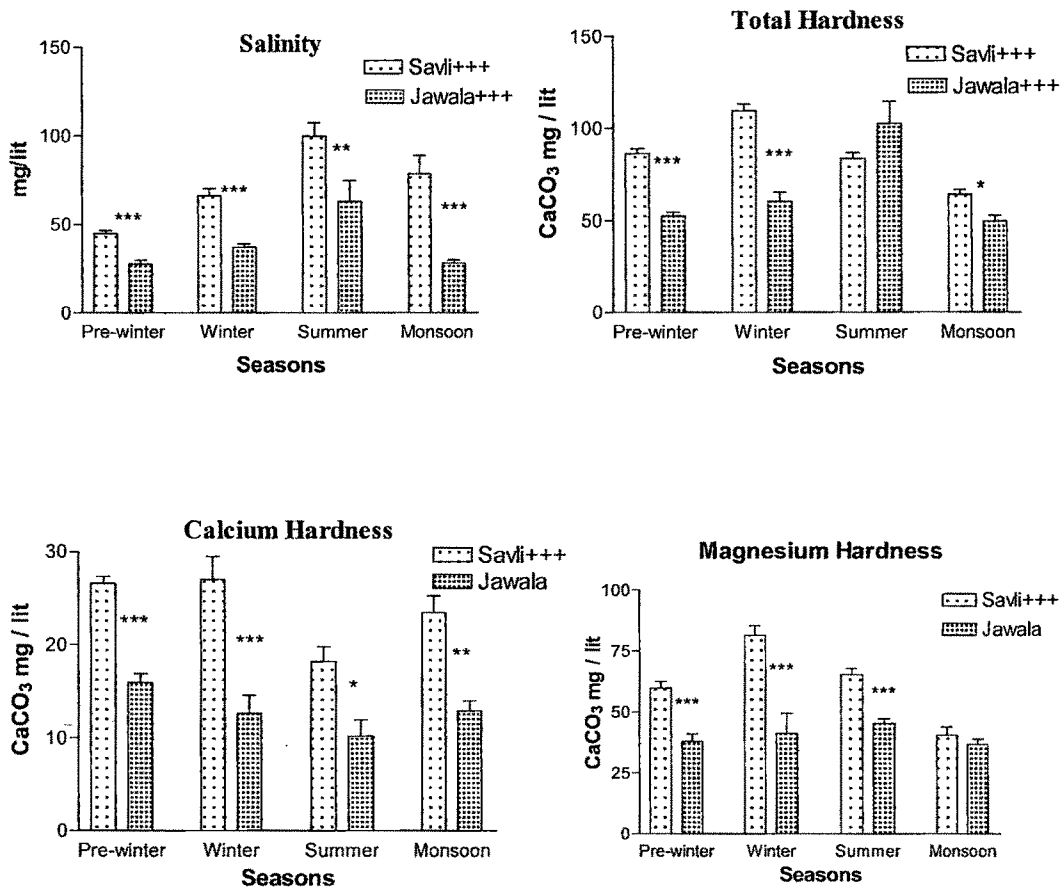 Salinity
150
100
50
0
mg/lit
Savli+++
Jawala+++
***
***
**
***
Pre-winter Winter Summer Monsoon
Seasons
Total Hardness
150
100
50
0
CaCO₃ mg / lit
Savli+++
Jawala+++
***
***
*
Pre-winter Winter Summer Monsoon
Seasons
Calcium Hardness
30
20
10
0
CaCO₃ mg / lit
Savli+++
Jawala
***
***
*
**
Pre-winter Winter Summer Monsoon
Seasons
Magnesium Hardness
100
75
50
25
0
CaCO₃ mg / lit
Savli+++
Jawala
***
***
***
Pre-winter Winter Summer Monsoon
Seasons